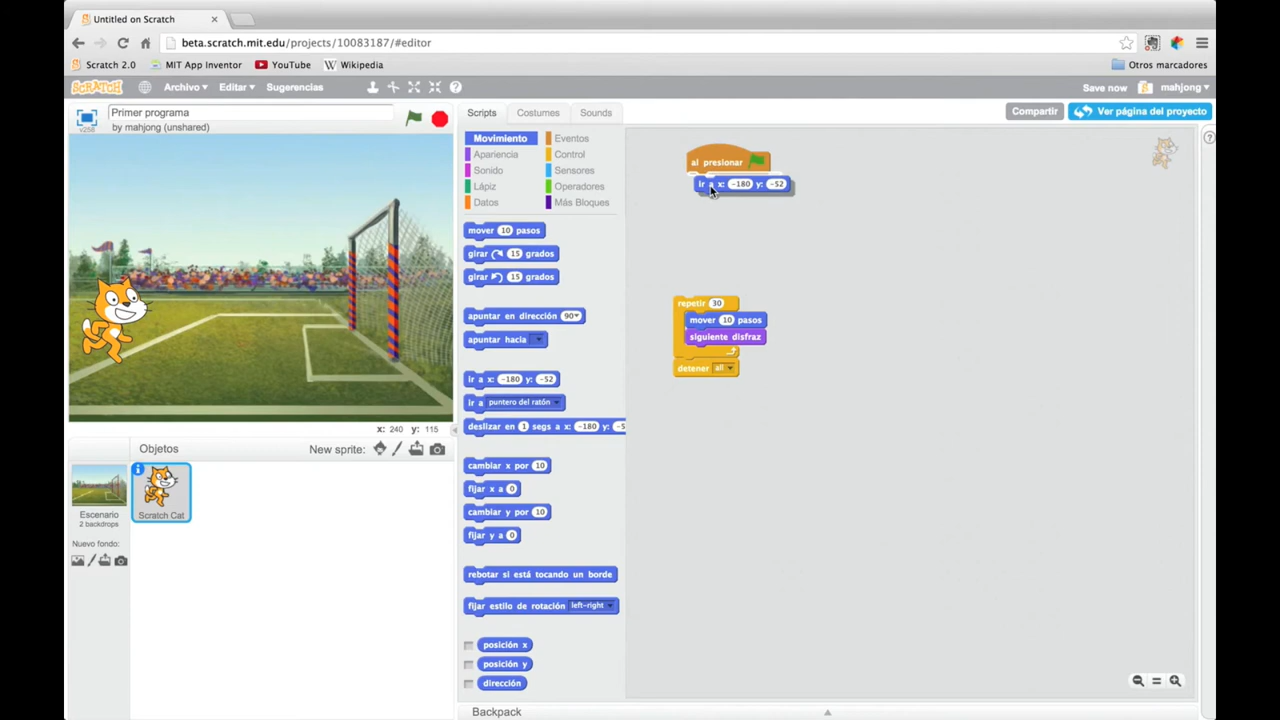 Untitled on Scratch
beta.scratch.mit.edu/projects/10083187/#editor
Scratch 2.0 MIT App Inventor YouTube Wikipedia Otros marcadores
SCRATCH Archivo Editar Sugerencias Save now mahjong
Primer programa
by mahjong (unshared)
v258
Scripts Costumes Sounds
Compartir Ver página del proyecto
Movimiento Eventos
Apariencia Control
Sonido Sensores
Lápiz Operadores
Datos Más Bloques
mover 10 pasos
girar 15 grados
girar 15 grados
apuntar en dirección 90
apuntar hacia
ir a x: -180 y: -52
ir a puntero del ratón
deslizar en 1 segs a x: -180 y: -5
cambiar x por 10
fijar x a 0
cambiar y por 10
fijar y a 0
rebotar si está tocando un borde
fijar estilo de rotación left-right
posición x
posición y
dirección
al presionar
ir a x: -180 y: -52
repetir 30
mover 10 pasos
siguiente disfraz
detener all
x: 240 y: 115
Objetos New sprite:
Escenario
2 backdrops
Nuevo fondo:
Scratch Cat
Backpack